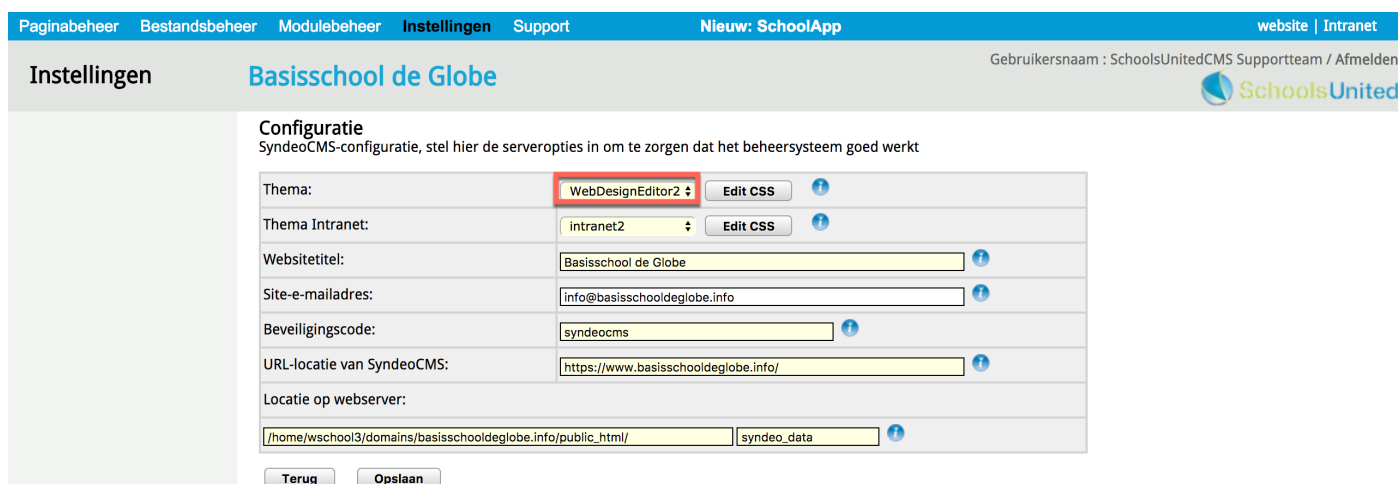 Paginabeheer Bestandsbeheer Modulebeheer Instellingen Support Nieuw: SchoolApp website | Intranet
Gebruikersnaam : SchoolsUnitedCMS Supportteam / Afmelden
Instellingen Basisschool de Globe
SchoolsUnited
Configuratie
SyndeoCMS-configuratie, stel hier de serveropties in om te zorgen dat het beheersysteem goed werkt
Thema: WebDesignEditor2 Edit CSS i
Thema Intranet: intranet2 Edit CSS i
Websitetitel: Basisschool de Globe i
Site-e-mailadres: info@basisschooldeglobe.info i
Beveiligingscode: syndeocms i
URL-locatie van SyndeoCMS: https://www.basisschooldeglobe.info/ i
Locatie op webserver:
/home/wschool3/domains/basisschooldeglobe.info/public_html/ syndeo_data i
Terug Opslaan